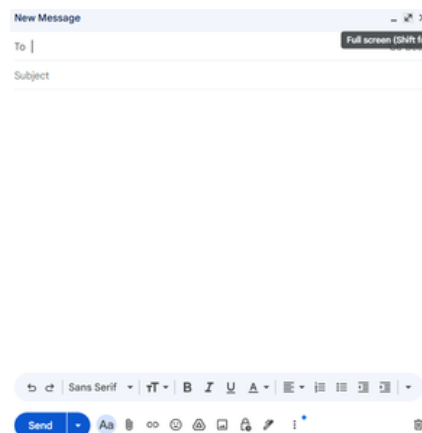 New Message
To
Full screen (Shift f
Subject
Sans Serif
B I U A
Send Aa